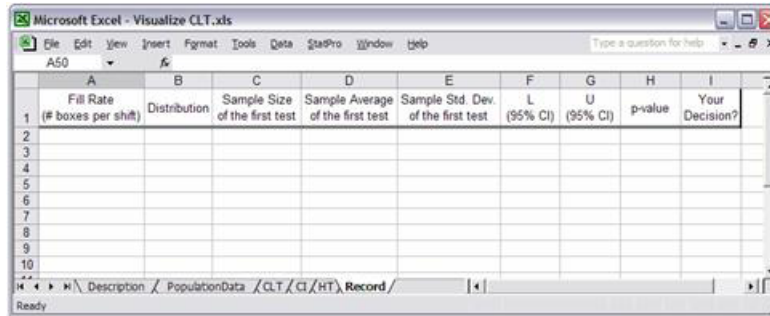 Microsoft Excel - Visualize CLT.xls
File Edit View Insert Format Tools Data StatPro Window Help Type a question for help
A50 fx
A B C D E F G H I
Fill Rate Distribution Sample Size Sample Average Sample Std. Dev. L U p-value Your
1 (# boxes per shift) of the first test of the first test of the first test (95% CI) (95% CI) Decision?
2
3
4
5
6
7
8
9
10
Description / PopulationData / CLT / CI / HT \ Record /
Ready